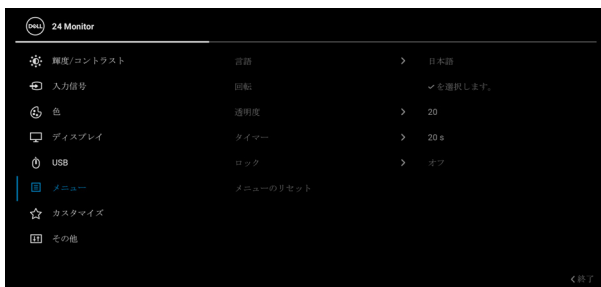 DELL 24 Monitor
輝度/コントラスト 言語 日本語
入力信号 回転 ✓を選択します。
色 透明度 20
ディスプレイ タイマー 20 s
USB ロック オフ
メニュー メニューのリセット
カスタマイズ
その他
終了